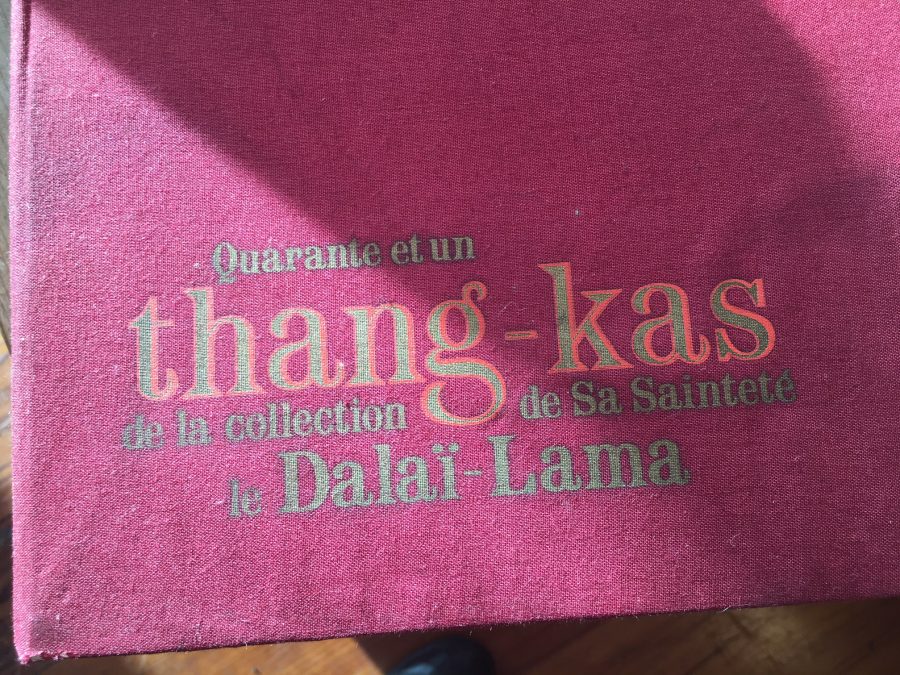 Quarante et un
thang-kas
de la collection de Sa Sainteté
le Dalaï-Lama